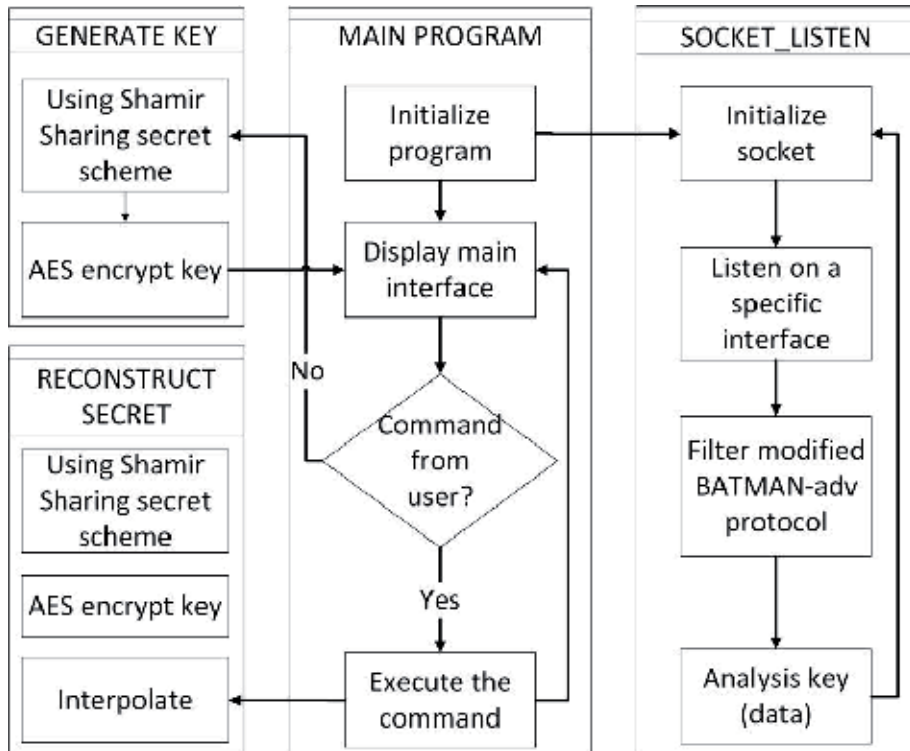 GENERATE KEY
Using Shamir
Sharing secret
scheme
AES encrypt key
RECONSTRUCT
SECRET
Using Shamir
Sharing secret
scheme
AES encrypt key
Interpolate
MAIN PROGRAM
Initialize
program
Display main
interface
No
Command
from
user?
Yes
Execute the
command
SOCKET_LISTEN
Initialize
socket
Listen on a
specific
interface
Filter modified
BATMAN-adv
protocol
Analysis key
(data)